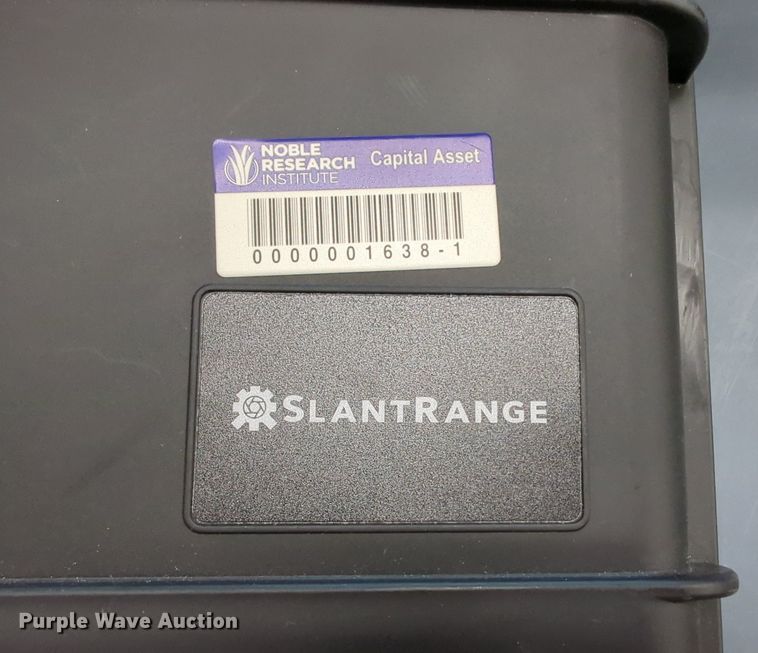 NOBLE
RESEARCH
INSTITUTE
Capital Asset
0000001638-1
SLANTRANGE
Purple Wave Auction